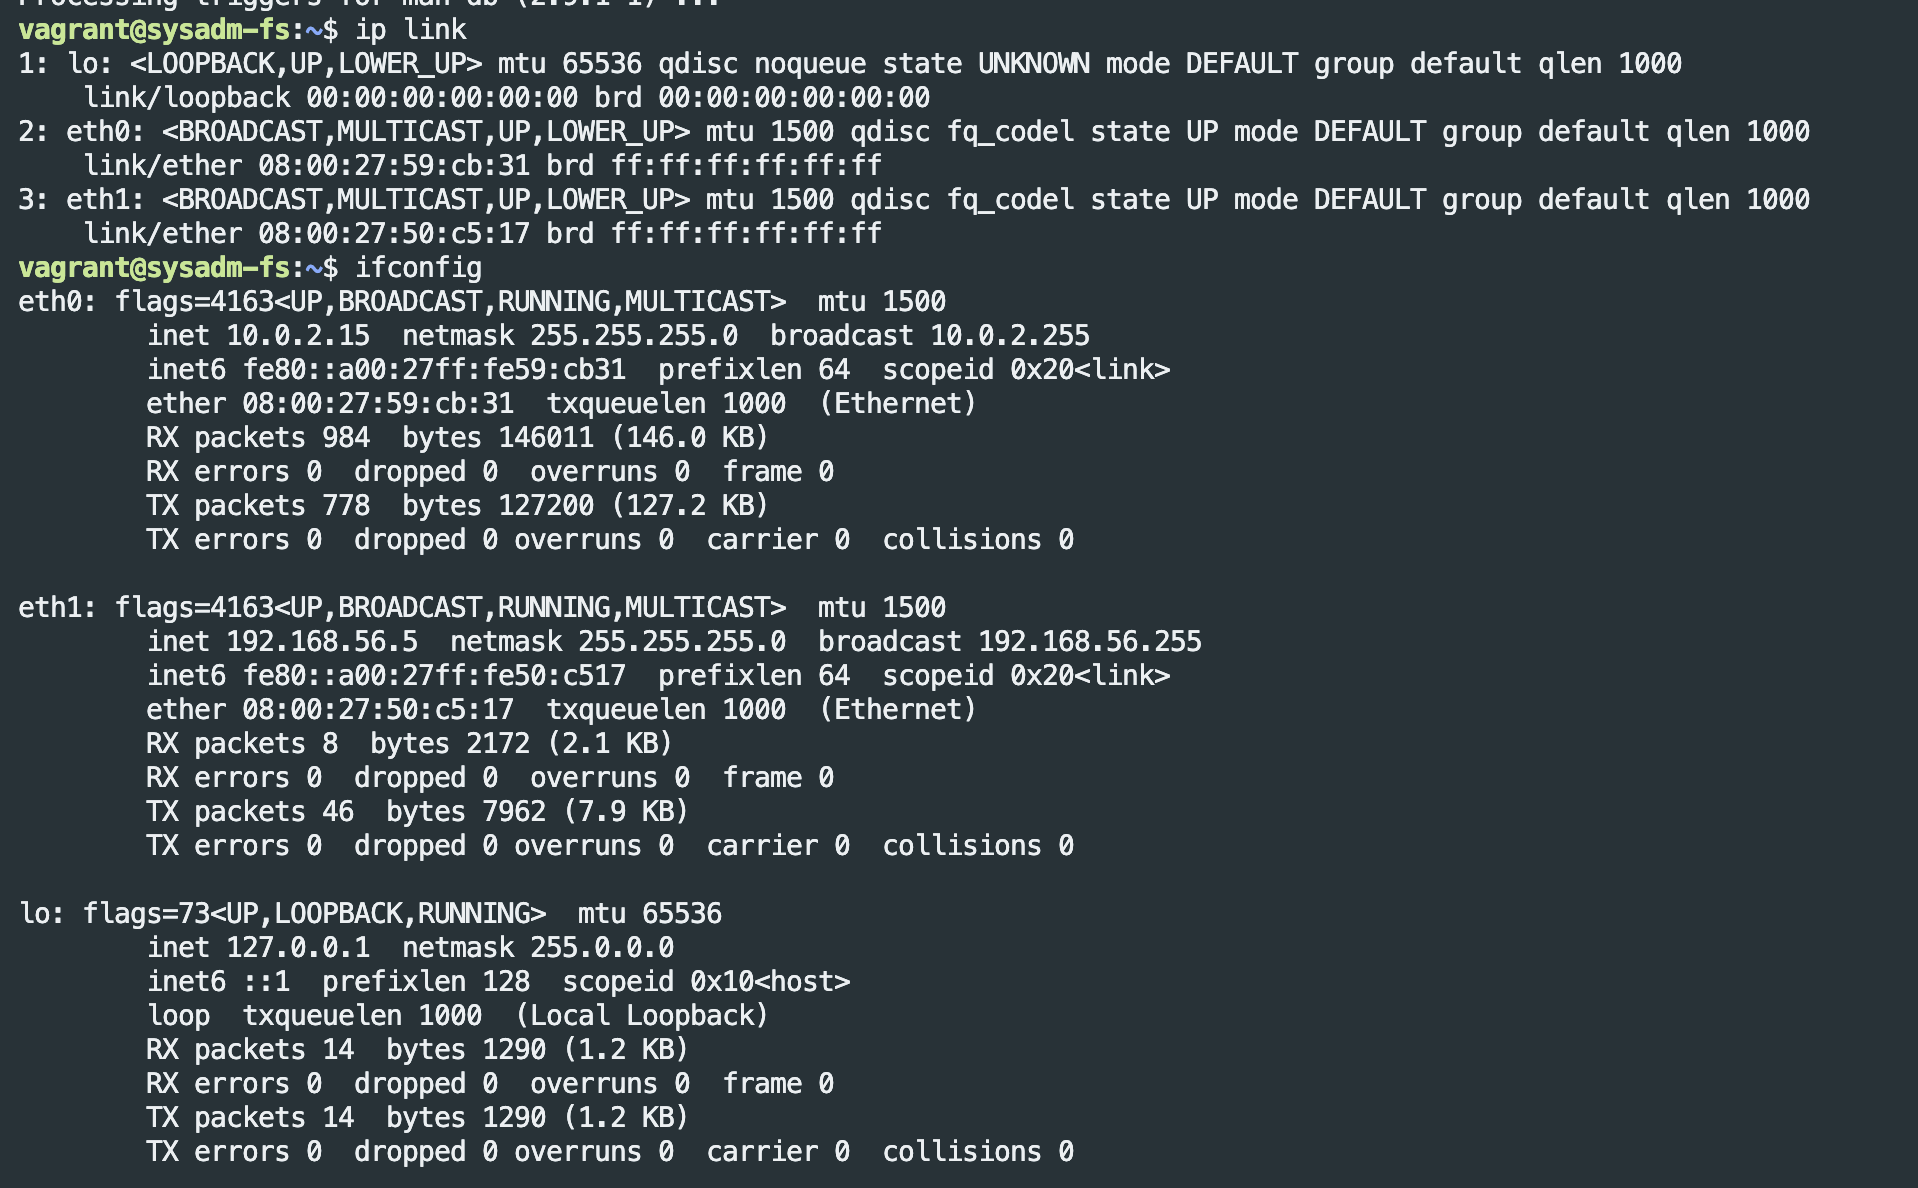 Processing triggers for man-db (2.9.1-1) ...
vagrant@sysadm-fs:~$ ip link
1: lo: <LOOPBACK,UP,LOWER_UP> mtu 65536 qdisc noqueue state UNKNOWN mode DEFAULT group default qlen 1000
    link/loopback 00:00:00:00:00:00 brd 00:00:00:00:00:00
2: eth0: <BROADCAST,MULTICAST,UP,LOWER_UP> mtu 1500 qdisc fq_codel state UP mode DEFAULT group default qlen 1000
    link/ether 08:00:27:59:cb:31 brd ff:ff:ff:ff:ff:ff
3: eth1: <BROADCAST,MULTICAST,UP,LOWER_UP> mtu 1500 qdisc fq_codel state UP mode DEFAULT group default qlen 1000
    link/ether 08:00:27:50:c5:17 brd ff:ff:ff:ff:ff:ff
vagrant@sysadm-fs:~$ ifconfig
eth0: flags=4163<UP,BROADCAST,RUNNING,MULTICAST>  mtu 1500
        inet 10.0.2.15  netmask 255.255.255.0  broadcast 10.0.2.255
        inet6 fe80::a00:27ff:fe59:cb31  prefixlen 64  scopeid 0x20<link>
        ether 08:00:27:59:cb:31  txqueuelen 1000  (Ethernet)
        RX packets 984  bytes 146011 (146.0 KB)
        RX errors 0  dropped 0  overruns 0  frame 0
        TX packets 778  bytes 127200 (127.2 KB)
        TX errors 0  dropped 0 overruns 0  carrier 0  collisions 0

eth1: flags=4163<UP,BROADCAST,RUNNING,MULTICAST>  mtu 1500
        inet 192.168.56.5  netmask 255.255.255.0  broadcast 192.168.56.255
        inet6 fe80::a00:27ff:fe50:c517  prefixlen 64  scopeid 0x20<link>
        ether 08:00:27:50:c5:17  txqueuelen 1000  (Ethernet)
        RX packets 8  bytes 2172 (2.1 KB)
        RX errors 0  dropped 0  overruns 0  frame 0
        TX packets 46  bytes 7962 (7.9 KB)
        TX errors 0  dropped 0 overruns 0  carrier 0  collisions 0

lo: flags=73<UP,LOOPBACK,RUNNING>  mtu 65536
        inet 127.0.0.1  netmask 255.0.0.0
        inet6 ::1  prefixlen 128  scopeid 0x10<host>
        loop  txqueuelen 1000  (Local Loopback)
        RX packets 14  bytes 1290 (1.2 KB)
        RX errors 0  dropped 0  overruns 0  frame 0
        TX packets 14  bytes 1290 (1.2 KB)
        TX errors 0  dropped 0 overruns 0  carrier 0  collisions 0